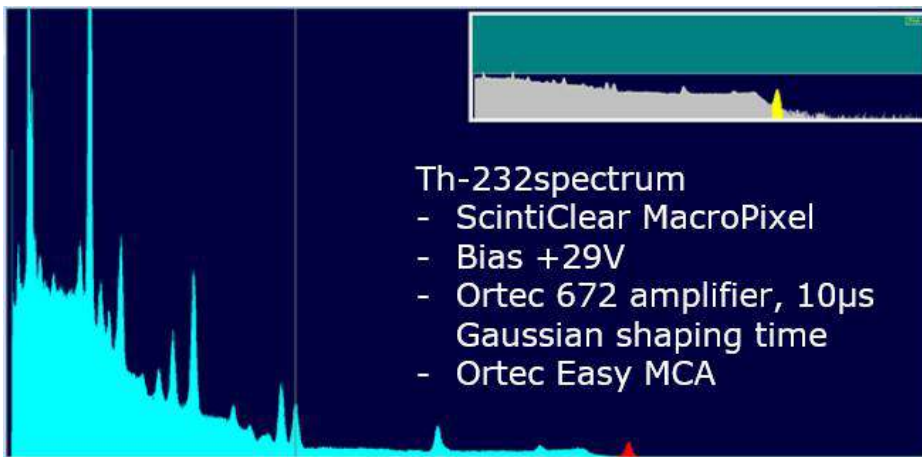 Th-232spectrum
- ScintiClear MacroPixel
- Bias +29V
- Ortec 672 amplifier, 10µs
Gaussian shaping time
- Ortec Easy MCA